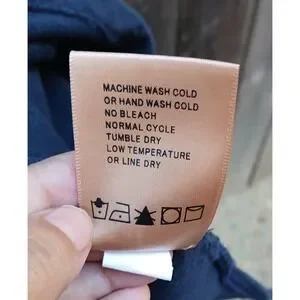 MACHINE WASH COLD
OR HAND WASH COLD
NO BLEACH
NORMAL CYCLE
TUMBLE DRY
LOW TEMPERATURE
OR LINE DRY